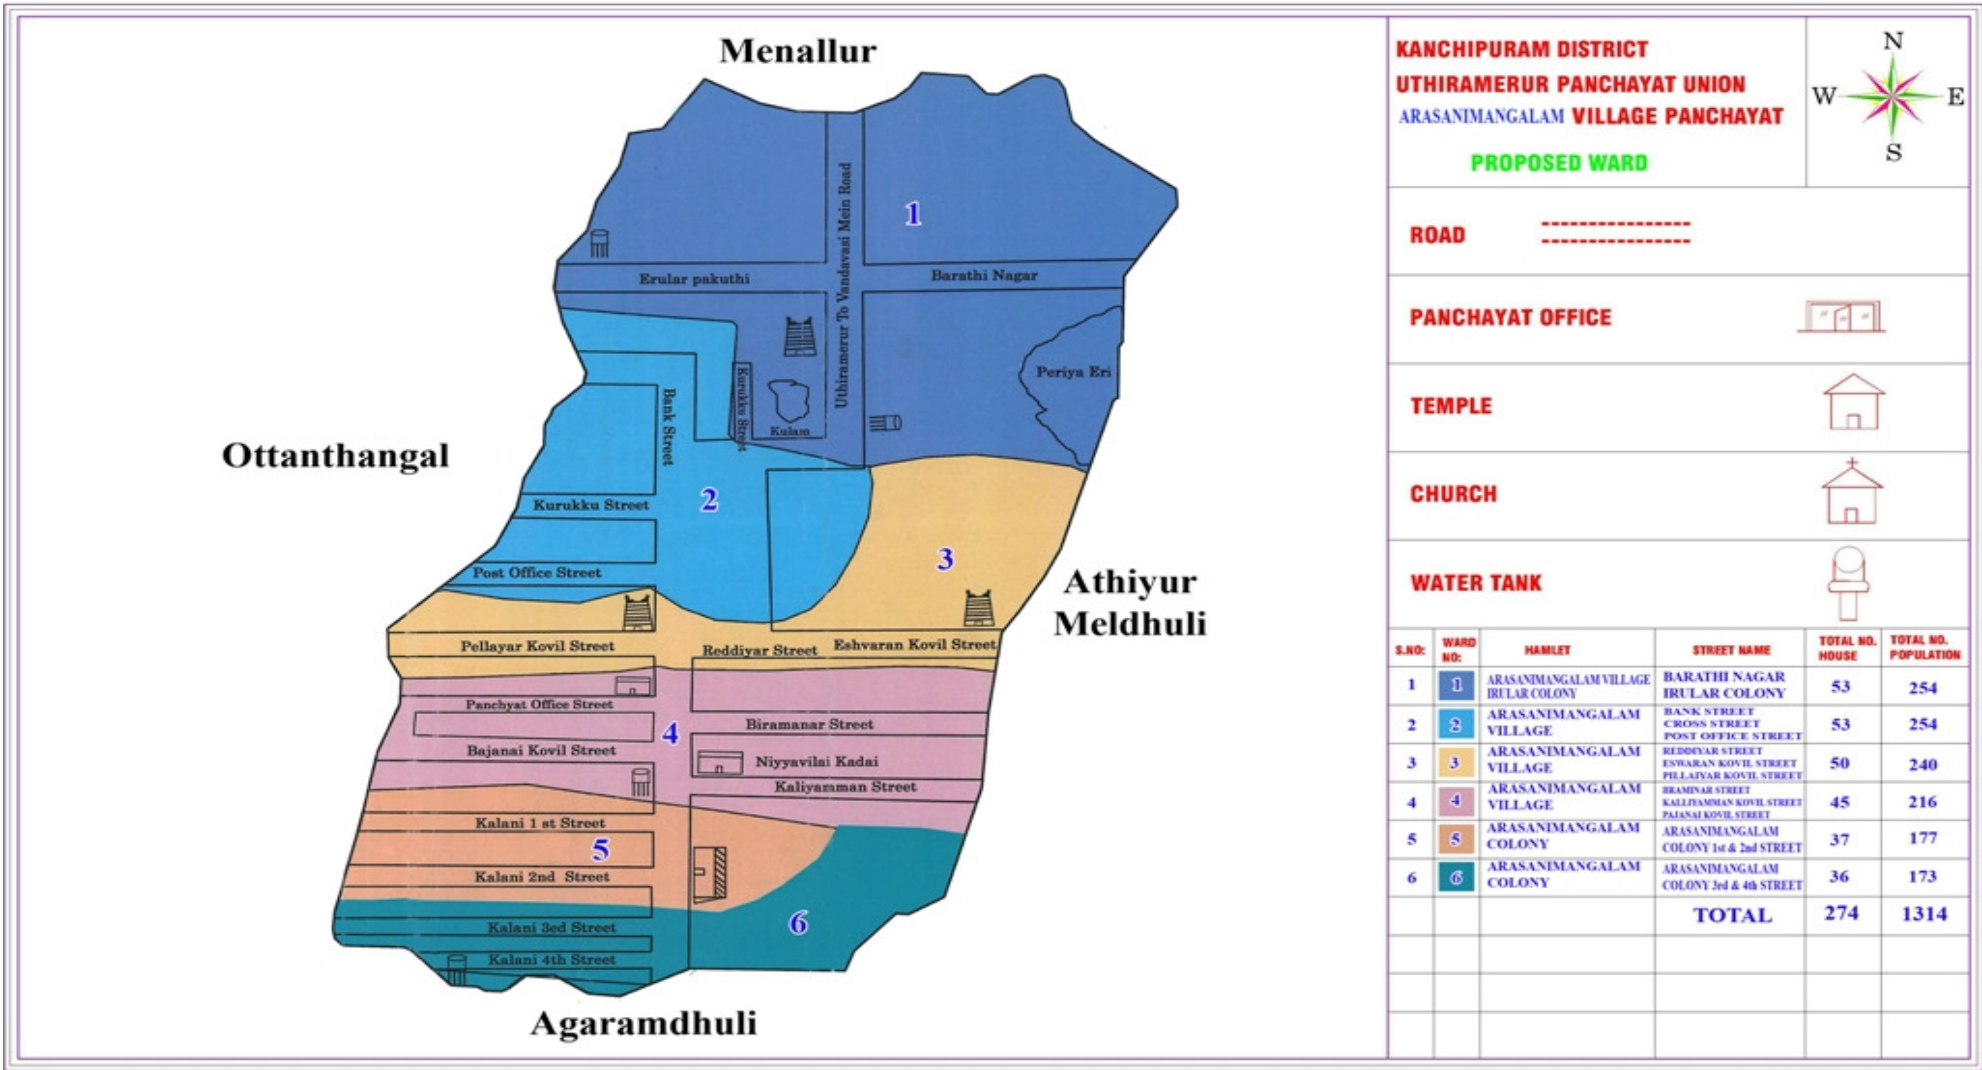 Menallur
1
Uthiramerur To Vandavasi Mein Road
Erular pakuthi
Barathi Nagar
Periya Eri
Kurukku Street
Kulam
Bank Street
Ottanthangal
2
Kurukku Street
3
Post Office Street
Athiyur
Meldhuli
Pellayar Kovil Street
Reddiyar Street
Eshvaran Kovil Street
Panchyat Office Street
Biramanar Street
4
Bajanai Kovil Street
Niyyavilai Kadai
Kaliyamman Street
Kalani 1 st Street
5
Kalani 2nd Street
6
Kalani 3ed Street
Kalani 4th Street
Agaramdhuli
KANCHIPURAM DISTRICT
UTHIRAMERUR PANCHAYAT UNION
ARASANIMANGALAM VILLAGE PANCHAYAT
PROPOSED WARD
N
W E
S
ROAD
PANCHAYAT OFFICE
TEMPLE
CHURCH
WATER TANK
S.NO: WARD NO: HAMLET STREET NAME TOTAL NO. HOUSE TOTAL NO. POPULATION
1 1 ARASANIMANGALAM VILLAGE IRULAR COLONY BARATHI NAGAR IRULAR COLONY 53 254
2 2 ARASANIMANGALAM VILLAGE BANK STREET CROSS STREET POST OFFICE STREET 53 254
3 3 ARASANIMANGALAM VILLAGE REDDIYAR STREET ESWARAN KOVIL STREET PILLAIYAR KOVIL STREET 50 240
4 4 ARASANIMANGALAM VILLAGE BRAMINAR STREET KALLIYAMMAN KOVIL STREET PAJANAI KOVIL STREET 45 216
5 5 ARASANIMANGALAM COLONY ARASANIMANGALAM COLONY 1st & 2nd STREET 37 177
6 6 ARASANIMANGALAM COLONY ARASANIMANGALAM COLONY 3rd & 4th STREET 36 173
TOTAL 274 1314